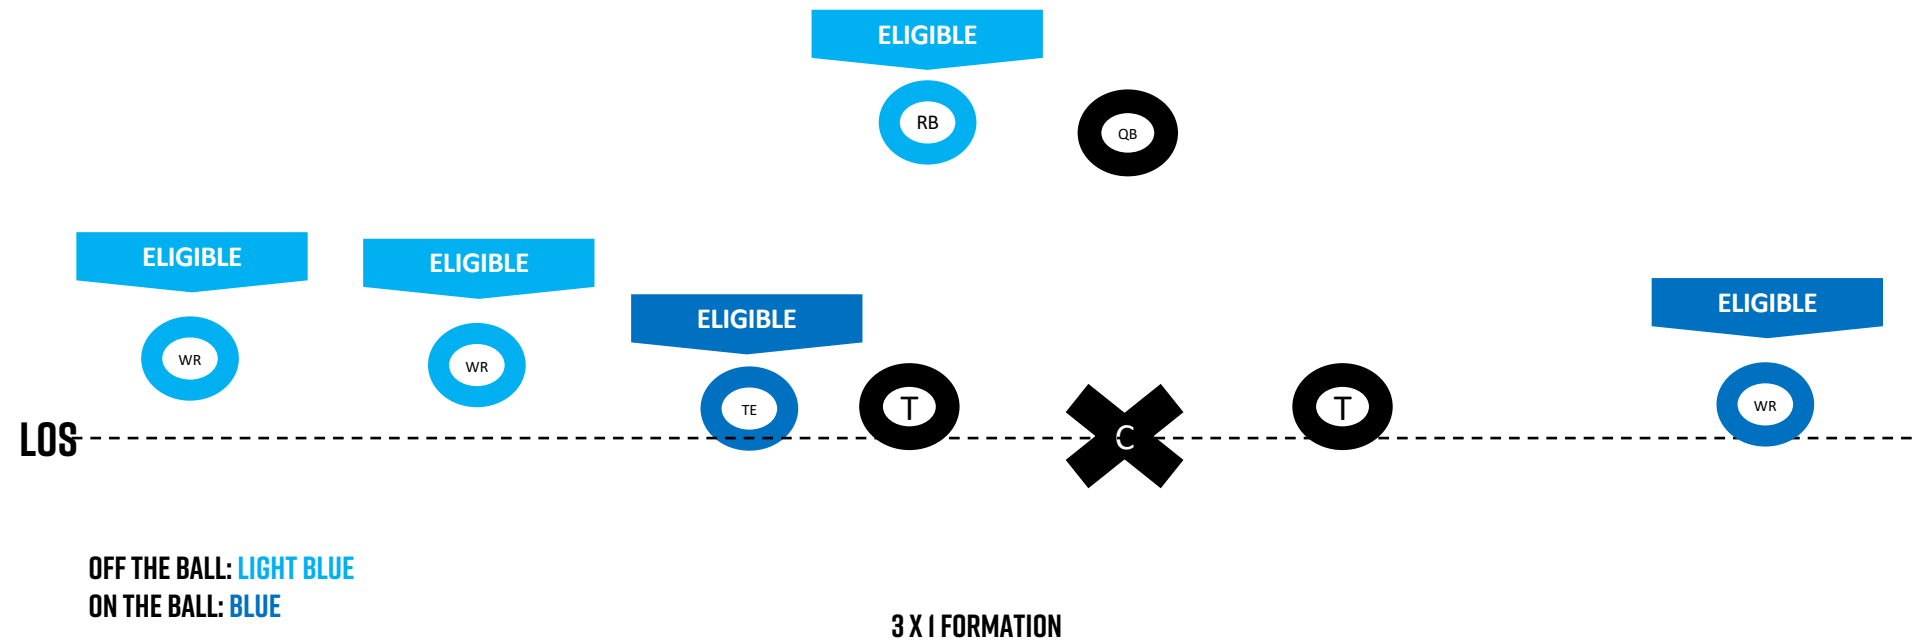 ELIGIBLE
RB
QB
ELIGIBLE
ELIGIBLE
ELIGIBLE
ELIGIBLE
WR
WR
TE
T
T
WR
LOS
C
OFF THE BALL: LIGHT BLUE
ON THE BALL: BLUE
3 X 1 FORMATION